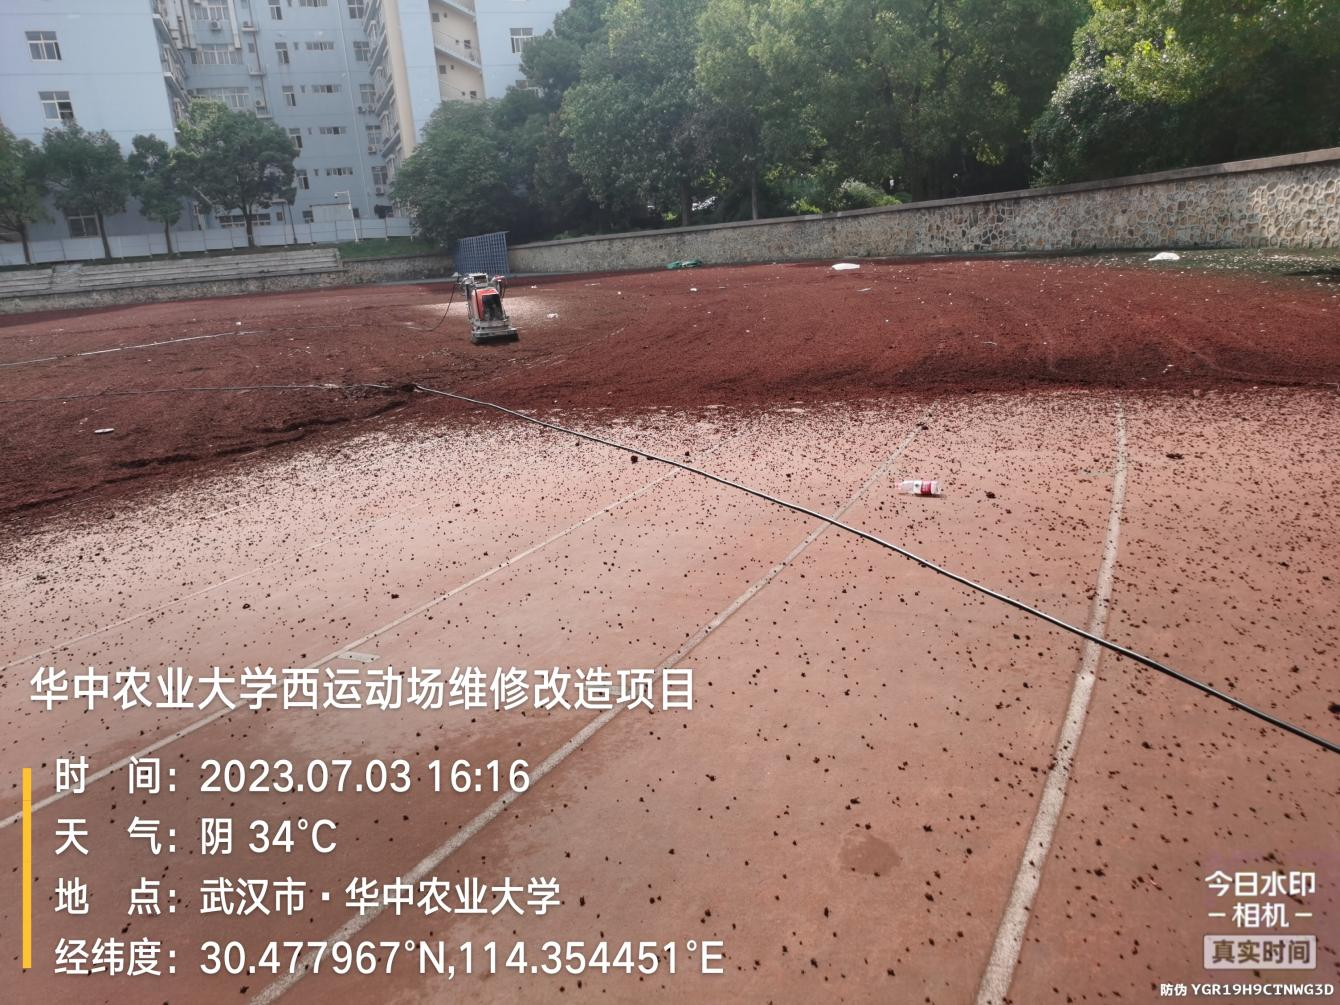 华中农业大学西运动场维修改造项目
时 间：2023.07.03 16:16
天 气：阴 34°C
地 点：武汉市·华中农业大学
经纬度：30.477967°N,114.354451°E
今日水印
-相机-
真实时间
防伪 YGR19H9CTNWG3D